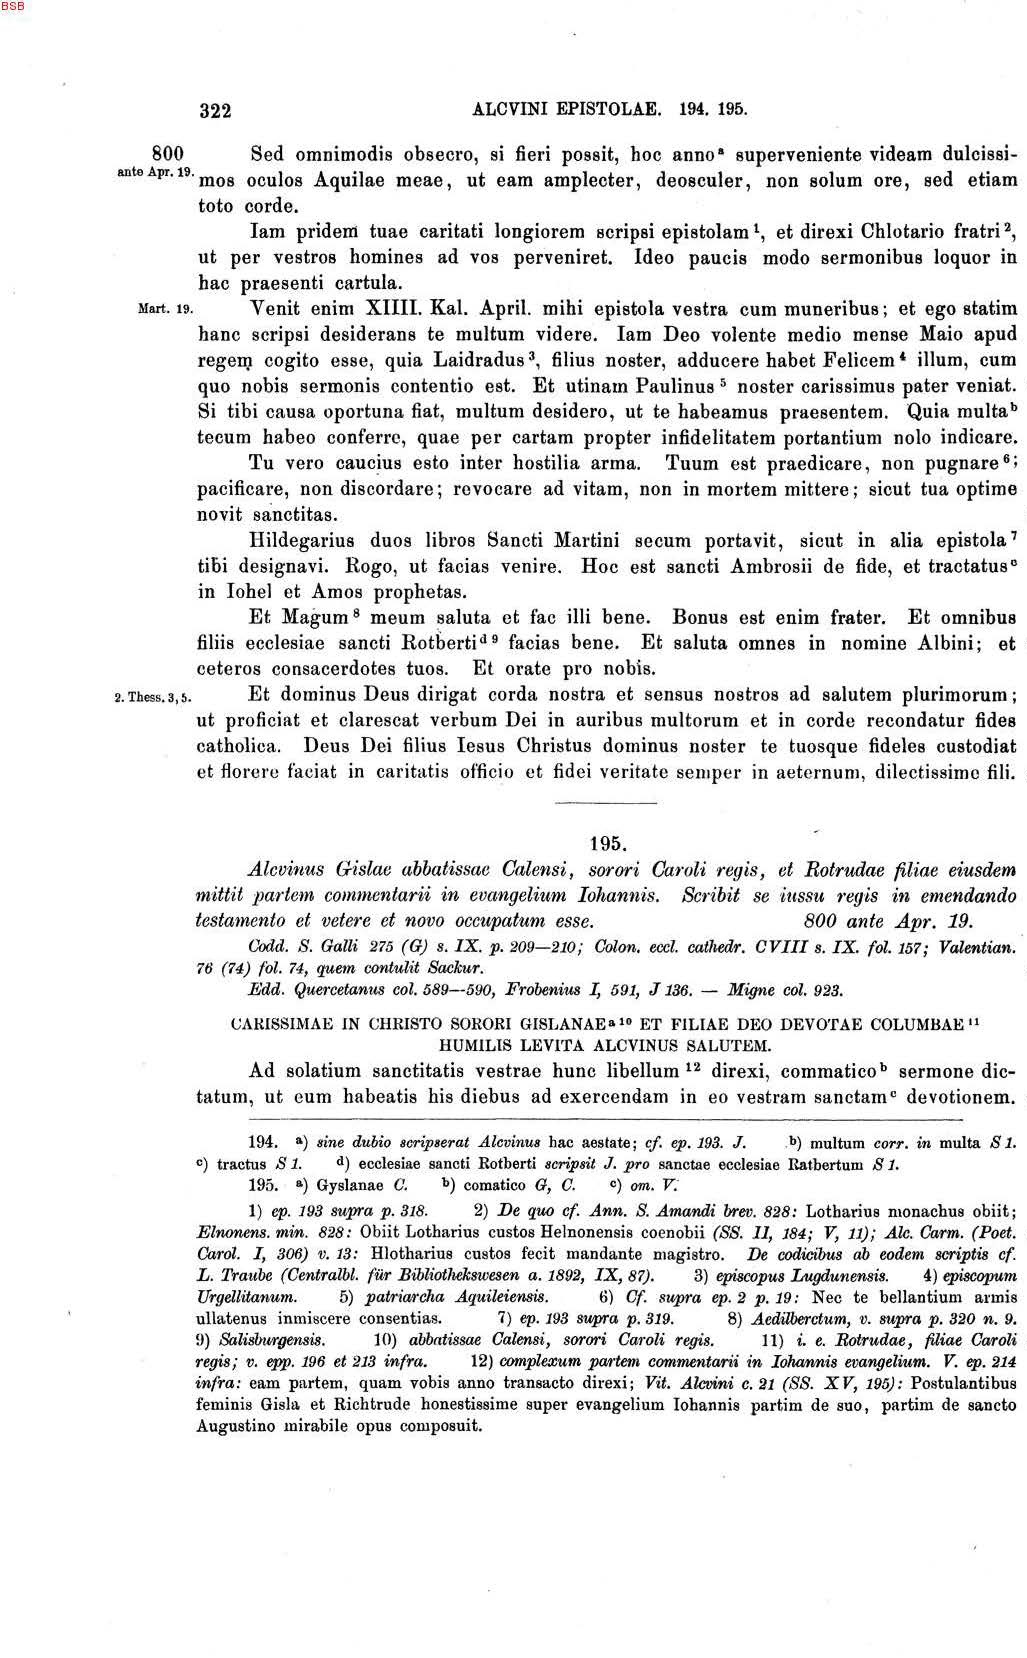 BSB
322 ALCVINI EPISTOLAE. 194. 195.
800 Sed omnimodis obsecro, si fieri possit, hoc anno a superveniente videam dulcissi-
ante Apr. 19. mos oculos Aquilae meae, ut eam amplecter, deosculer, non solum ore, sed etiam
toto corde.
Iam pridem tuae caritati longiorem scripsi epistolam 1, et direxi Chlotario fratri 2,
ut per vestros homines ad vos perveniret. Ideo paucis modo sermonibus loquor in
hac praesenti cartula.
Mart. 19. Venit enim XIIII. Kal. April. mihi epistola vestra cum muneribus; et ego statim
hanc scripsi desiderans te multum videre. Iam Deo volente medio mense Maio apud
regem cogito esse, quia Laidradus 3, filius noster, adducere habet Felicem 4 illum, cum
quo nobis sermonis contentio est. Et utinam Paulinus 5 noster carissimus pater veniat.
Si tibi causa oportuna fiat, multum desidero, ut te habeamus praesentem. Quia multa b
tecum habeo conferre, quae per cartam propter infidelitatem portantium nolo indicare.
Tu vero caucius esto inter hostilia arma. Tuum est praedicare, non pugnare 6;
pacificare, non discordare; revocare ad vitam, non in mortem mittere; sicut tua optime
novit sanctitas.
Hildegarius duos libros Sancti Martini secum portavit, sicut in alia epistola 7
tibi designavi. Rogo, ut facias venire. Hoc est sancti Ambrosii de fide, et tractatus c
in Iohel et Amos prophetas.
Et Magum 8 meum saluta et fac illi bene. Bonus est enim frater. Et omnibus
filiis ecclesiae sancti Rotberti d 9 facias bene. Et saluta omnes in nomine Albini; et
ceteros consacerdotes tuos. Et orate pro nobis.
2. Thess. 3, 5. Et dominus Deus dirigat corda nostra et sensus nostros ad salutem plurimorum;
ut proficiat et clarescat verbum Dei in auribus multorum et in corde recondatur fides
catholica. Deus Dei filius Iesus Christus dominus noster te tuosque fideles custodiat
et florere faciat in caritatis officio et fidei veritate semper in aeternum, dilectissime fili.
195.
Alcvinus Gislae abbatissae Calensi, sorori Caroli regis, et Rotrudae filiae eiusdem
mittit partem commentarii in evangelium Iohannis. Scribit se iussu regis in emendando
testamento et vetere et novo occupatum esse. 800 ante Apr. 19.
Codd. S. Galli 275 (G) s. IX. p. 209—210; Colon. eccl. cathedr. CVIII s. IX. fol. 157; Valentian.
76 (74) fol. 74, quem contulit Sackur.
Edd. Quercetanus col. 589—590, Frobenius I, 591, J 136. — Migne col. 923.
CARISSIMAE IN CHRISTO SORORI GISLANAE a 10 ET FILIAE DEO DEVOTAE COLUMBAE 11
HUMILIS LEVITA ALCVINUS SALUTEM.
Ad solatium sanctitatis vestrae hunc libellum 12 direxi, commatico b sermone dic-
tatum, ut eum habeatis his diebus ad exercendam in eo vestram sanctam c devotionem.
194. a) sine dubio scripserat Alcvinus hac aestate; cf. ep. 193. J. b) multum corr. in multa S 1.
c) tractus S 1. d) ecclesiae sancti Rotberti scripsit J. pro sanctae ecclesiae Ratbertum S 1.
195. a) Gyslanae C. b) comatico G, C. c) om. V.
1) ep. 193 supra p. 318. 2) De quo cf. Ann. S. Amandi brev. 828: Lotharius monachus obiit;
Elnonens. min. 828: Obiit Lotharius custos Helnonensis coenobii (SS. II, 184; V, 11); Alc. Carm. (Poet.
Carol. I, 306) v. 13: Hlotharius custos fecit mandante magistro. De codicibus ab eodem scriptis cf.
L. Traube (Centralbl. für Bibliothekswesen a. 1892, IX, 87). 3) episcopus Lugdunensis. 4) episcopum
Urgellitanum. 5) patriarcha Aquileiensis. 6) Cf. supra ep. 2 p. 19: Nec te bellantium armis
ullatenus inmiscere consentias. 7) ep. 193 supra p. 319. 8) Aedilberctum, v. supra p. 320 n. 9.
9) Salisburgensis. 10) abbatissae Calensi, sorori Caroli regis. 11) i. e. Rotrudae, filiae Caroli
regis; v. epp. 196 et 213 infra. 12) complexum partem commentarii in Iohannis evangelium. V. ep. 214
infra: eam partem, quam vobis anno transacto direxi; Vit. Alcvini c. 21 (SS. XV, 195): Postulantibus
feminis Gisla et Richtrude honestissime super evangelium Iohannis partim de suo, partim de sancto
Augustino mirabile opus composuit.